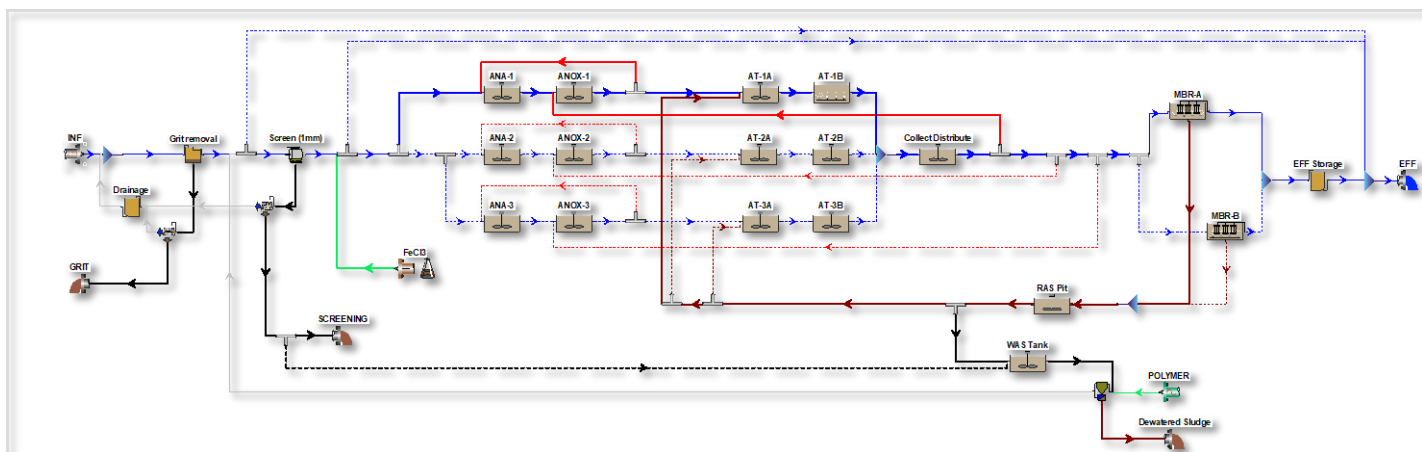 ANA-1
ANOX-1
AT-1A
AT-1B
MBR-A
INF
Grit removal
Screen (1mm)
ANA-2
ANOX-2
AT-2A
AT-2B
Collect Distribute
EFF Storage
EFF
Drainage
ANA-3
ANOX-3
AT-3A
AT-3B
MBR-B
GRIT
FeCl3
RAS Pit
SCREENING
WAS Tank
POLYMER
Dewatered Sludge